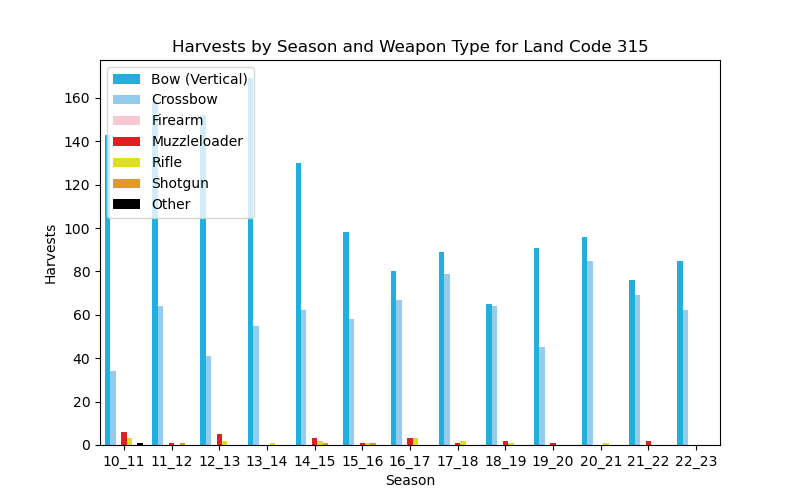 Harvests by Season and Weapon Type for Land Code 315
Bow (Vertical)
Crossbow
Firearm
Muzzleloader
Rifle
Shotgun
Other
Harvests
160
140
120
100
80
60
40
20
0
10_11 11_12 12_13 13_14 14_15 15_16 16_17 17_18 18_19 19_20 20_21 21_22 22_23
Season